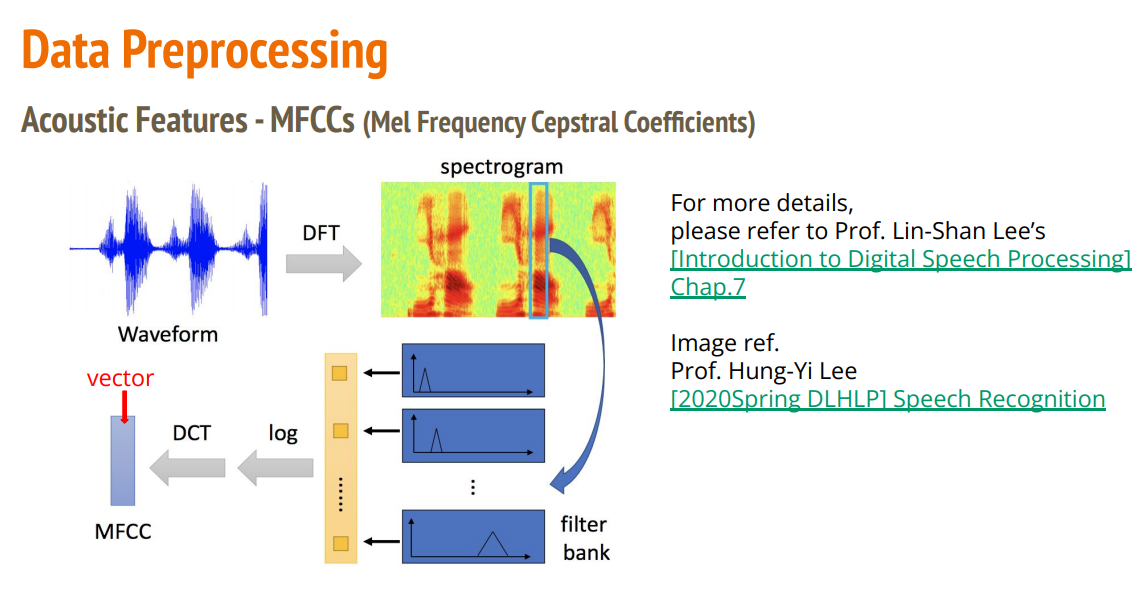 Data Preprocessing
Acoustic Features - MFCCs (Mel Frequency Cepstral Coefficients)
spectrogram
DFT
Waveform
For more details,
please refer to Prof. Lin-Shan Lee's
[Introduction to Digital Speech Processing]
Chap.7
Image ref.
Prof. Hung-Yi Lee
[2020Spring DLHLP] Speech Recognition
vector
DCT
log
MFCC
filter
bank